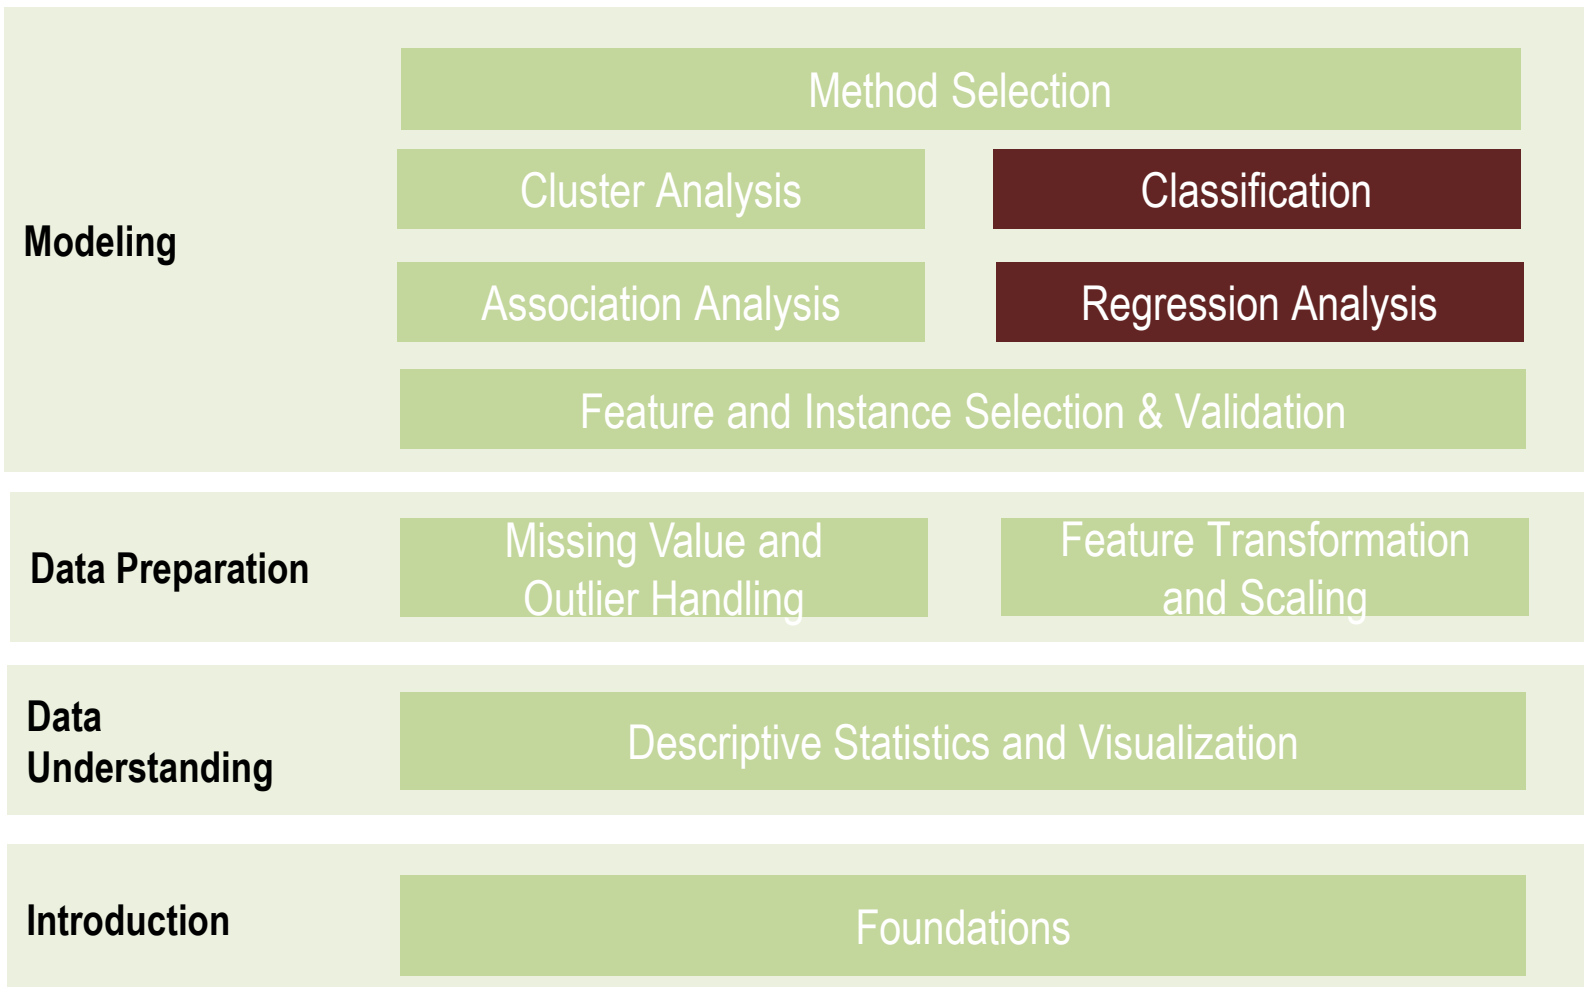 Method Selection
Cluster Analysis
Classification
Modeling
Association Analysis
Regression Analysis
Feature and Instance Selection & Validation
Data Preparation
Missing Value and
Outlier Handling
Feature Transformation
and Scaling
Data
Understanding
Descriptive Statistics and Visualization
Introduction
Foundations